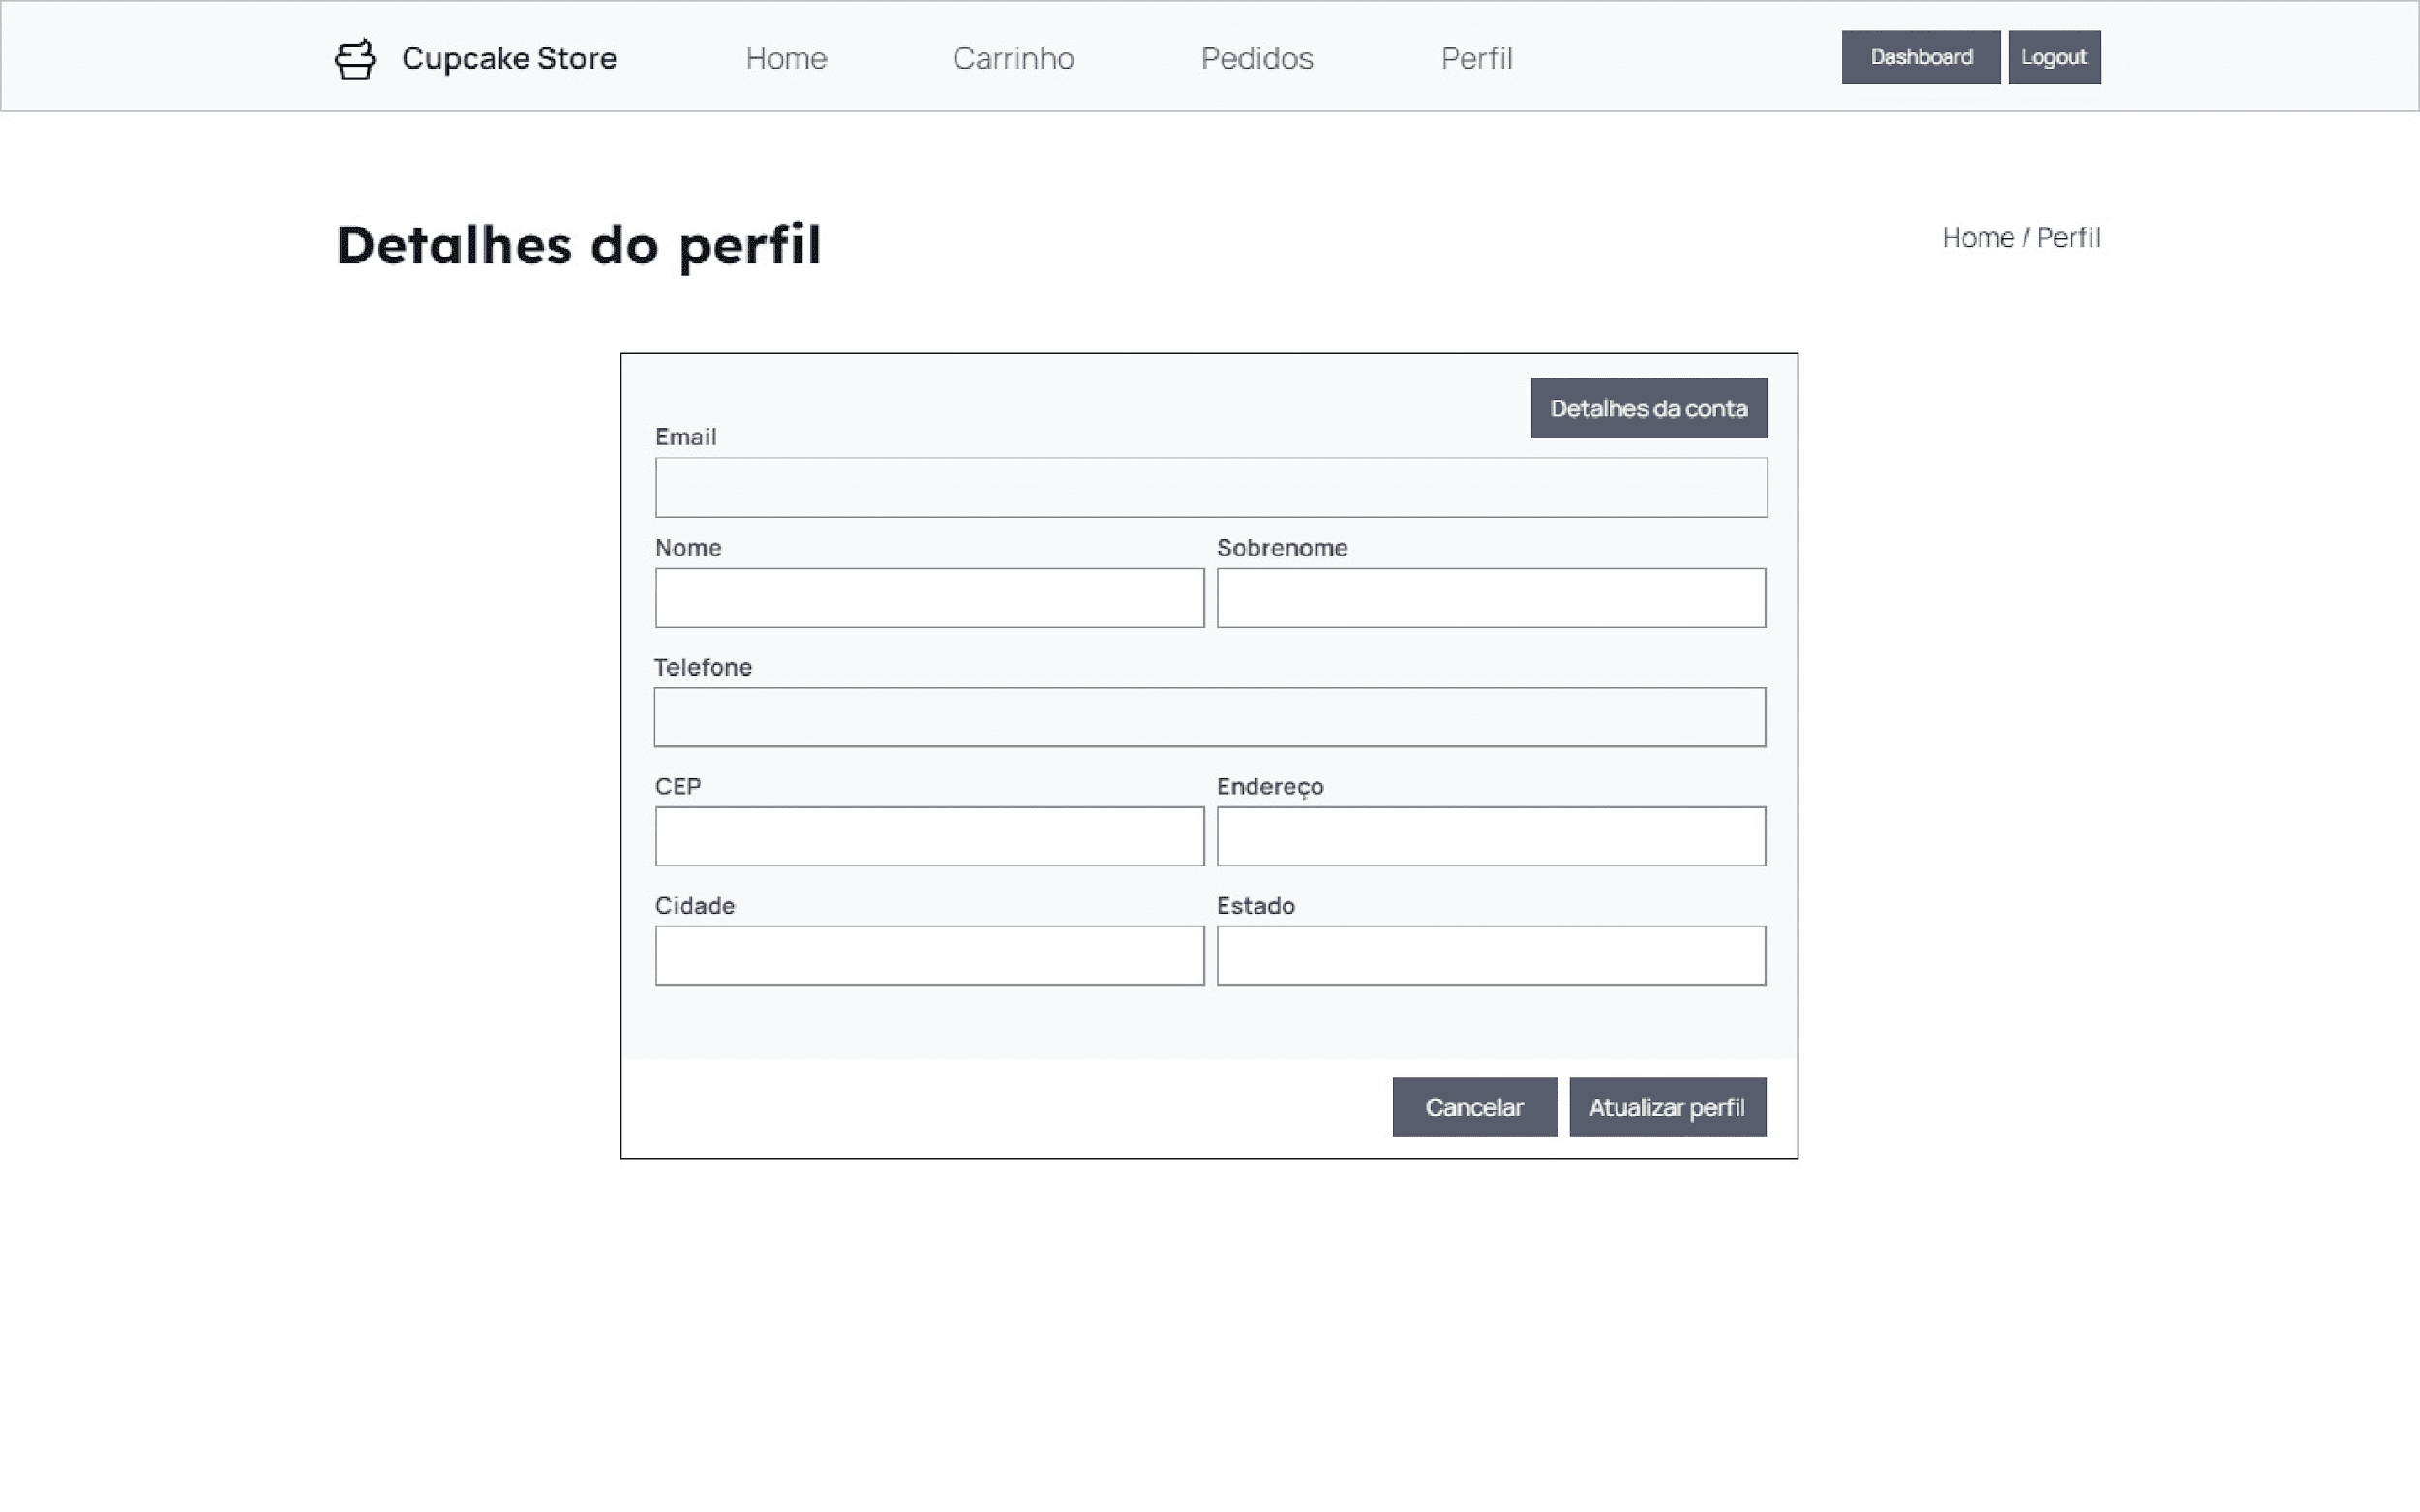 Cupcake Store Home Carrinho Pedidos Perfil Dashboard Logout
Detalhes do perfil Home / Perfil
Detalhes da conta
Email
Nome Sobrenome
Telefone
CEP Endereço
Cidade Estado
Cancelar Atualizar perfil